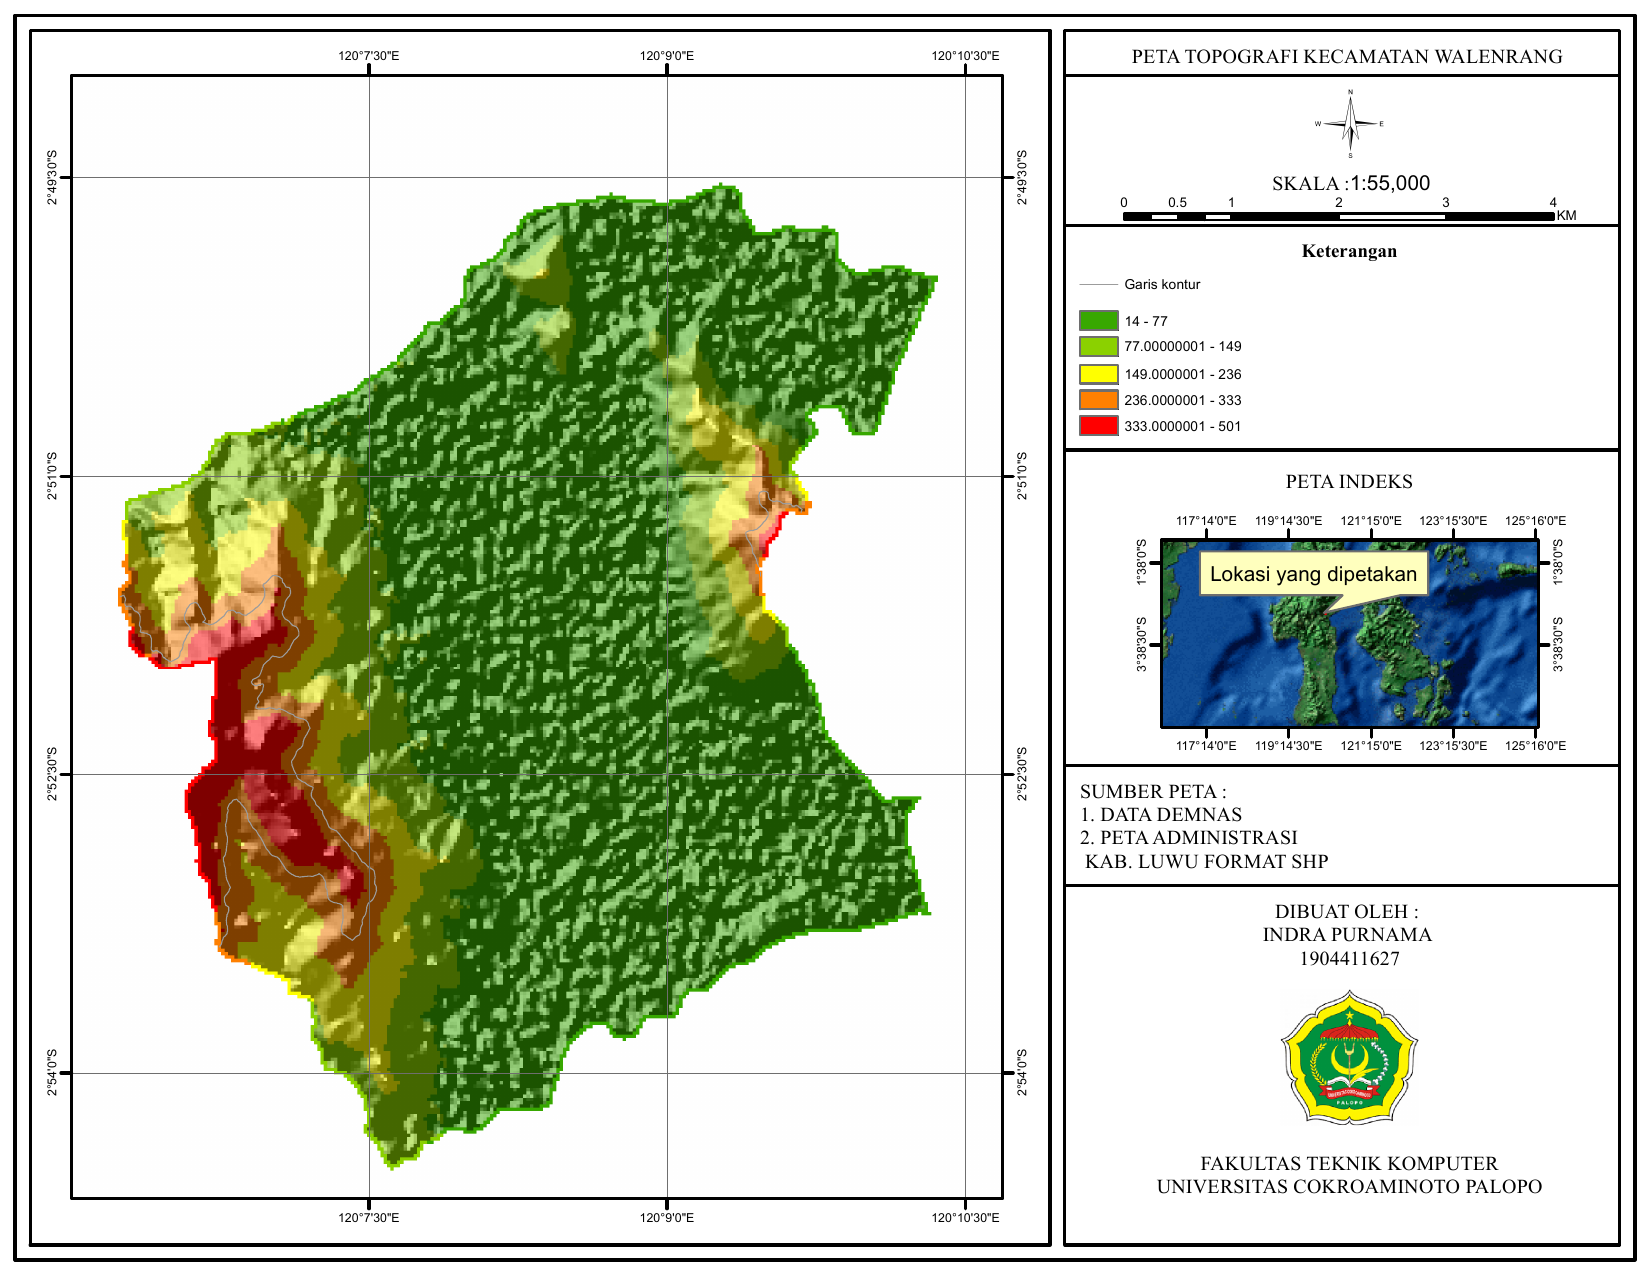 120°7'30"E
120°9'0"E
120°10'30"E
2°49'30"S
2°49'30"S
2°51'0"S
2°51'0"S
2°52'30"S
2°52'30"S
2°54'0"S
2°54'0"S
120°7'30"E
120°9'0"E
120°10'30"E
PETA TOPOGRAFI KECAMATAN WALENRANG
N
W
E
S
SKALA :1:55,000
0 0.5 1 2 3 4
KM
Keterangan
Garis kontur
14 - 77
77.00000001 - 149
149.0000001 - 236
236.0000001 - 333
333.0000001 - 501
PETA INDEKS
117°14'0"E 119°14'30"E 121°15'0"E 123°15'30"E 125°16'0"E
1°38'0"S
1°38'0"S
Lokasi yang dipetakan
3°38'30"S
3°38'30"S
117°14'0"E 119°14'30"E 121°15'0"E 123°15'30"E 125°16'0"E
SUMBER PETA :
1. DATA DEMNAS
2. PETA ADMINISTRASI
KAB. LUWU FORMAT SHP
DIBUAT OLEH :
INDRA PURNAMA
1904411627
PALOPO
FAKULTAS TEKNIK KOMPUTER
UNIVERSITAS COKROAMINOTO PALOPO